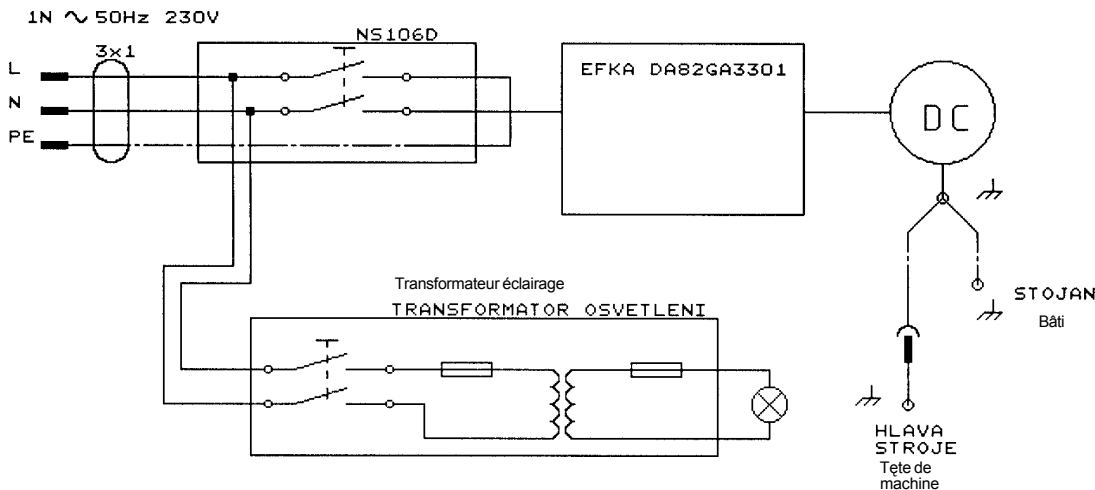 1N ~ 50Hz 230V
NS106D
3x1
L
N
PE
EFKA DA82GA3301
DC
Transformateur éclairage
TRANSFORMATOR OSVETLENI
STOJAN
Bâti
HLAVA
STROJE
Tęte de
machine